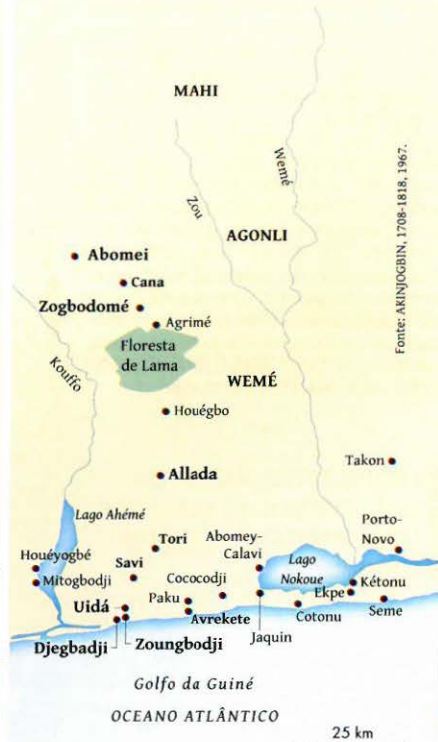 MAHI
Wemé
Zou
AGONLI
Abomei
Cana
Zogbodomé
Agrimé
Floresta
de Lama
Kouffo
WEMÉ
Houégbo
Takon
Allada
Lago Ahémé
Porto-
Novo
Tori
Abomey-
Calavi
Lago
Nokoue
Houéyogbé
Savi
Mitogbodji
Cococodji
Kétonu
Paku
Ekpe
Uidá
Avrekete
Cotonu
Seme
Djegbadji
Zoungbodji
Jaquin
Golfo da Guiné
OCEANO ATLÂNTICO
25 km
Fonte: AKINJOGBIN, 1708-1818, 1967.